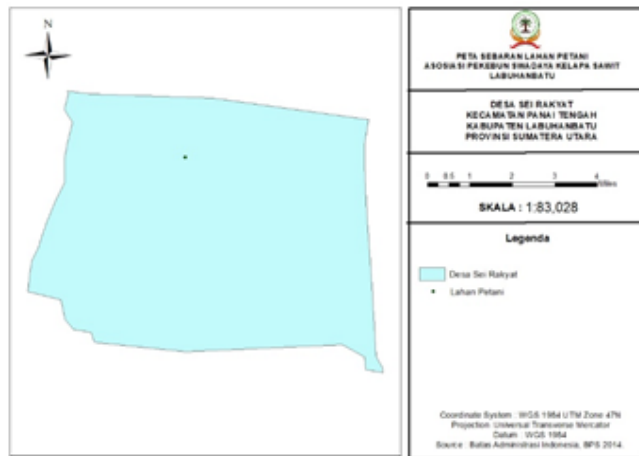 N
PETA SEBARAN LAHAN PETANI
ASOSIASI PEKEBUN SWADAYA KELAPA SAWIT
LABUHANBATU
DESA SEI RAKYAT
KECAMATAN PANAI TENGAH
KABUPATEN LABUHANBATU
PROVINSI SUMATERA UTARA
0 0.5 1 2 3 4
Miles
SKALA : 1:83,028
Legenda
Desa Sei Rakyat
Lahan Petani
Coordinate System : WGS 1984 UTM Zone 47N
Projection: Universal Transverse Mercator
Datum : WGS 1984
Source : Batas Administrasi Indonesia, BPS 2014.